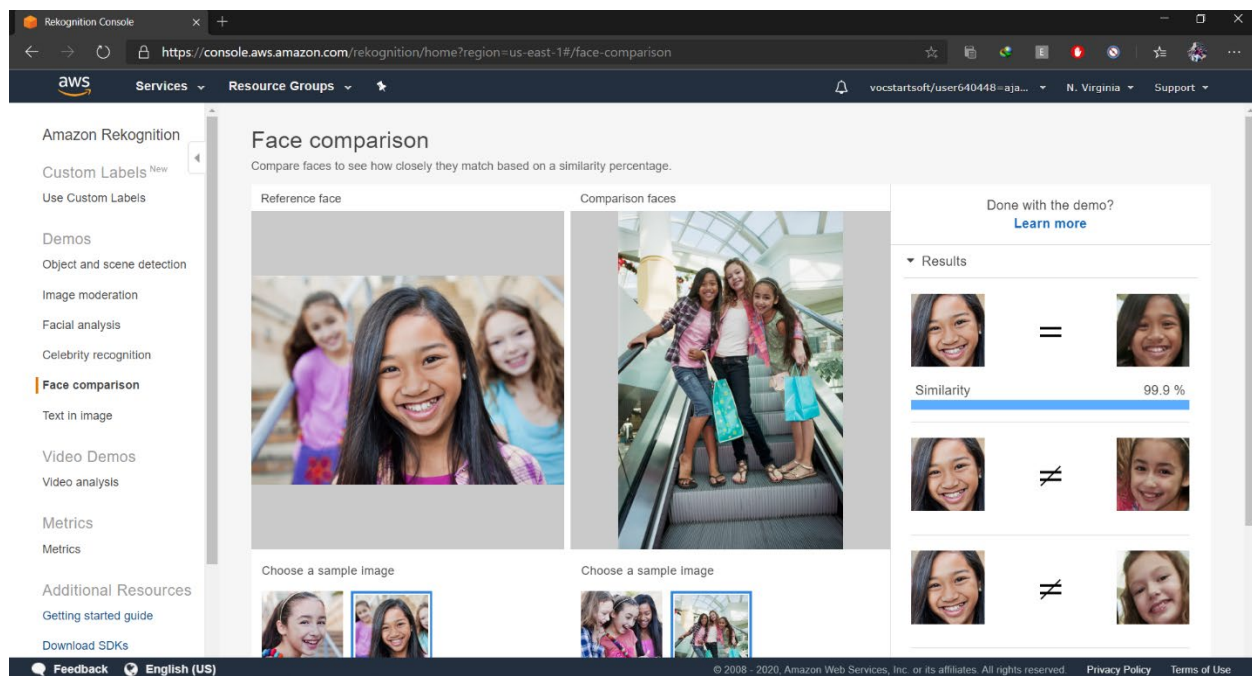 Rekognition Console
https://console.aws.amazon.com/rekognition/home?region=us-east-1#/face-comparison
aws
Services
Resource Groups
vocstartsoft/user640448=aja...
N. Virginia
Support
Amazon Rekognition
Custom Labels New
Use Custom Labels
Demos
Object and scene detection
Image moderation
Facial analysis
Celebrity recognition
Face comparison
Text in image
Video Demos
Video analysis
Metrics
Metrics
Additional Resources
Getting started guide
Download SDKs
Face comparison
Compare faces to see how closely they match based on a similarity percentage.
Reference face
Comparison faces
Choose a sample image
Choose a sample image
Done with the demo?
Learn more
Results
=
Similarity 99.9 %
≠
≠
Feedback
English (US)
© 2008 - 2020, Amazon Web Services, Inc. or its affiliates. All rights reserved.
Privacy Policy
Terms of Use